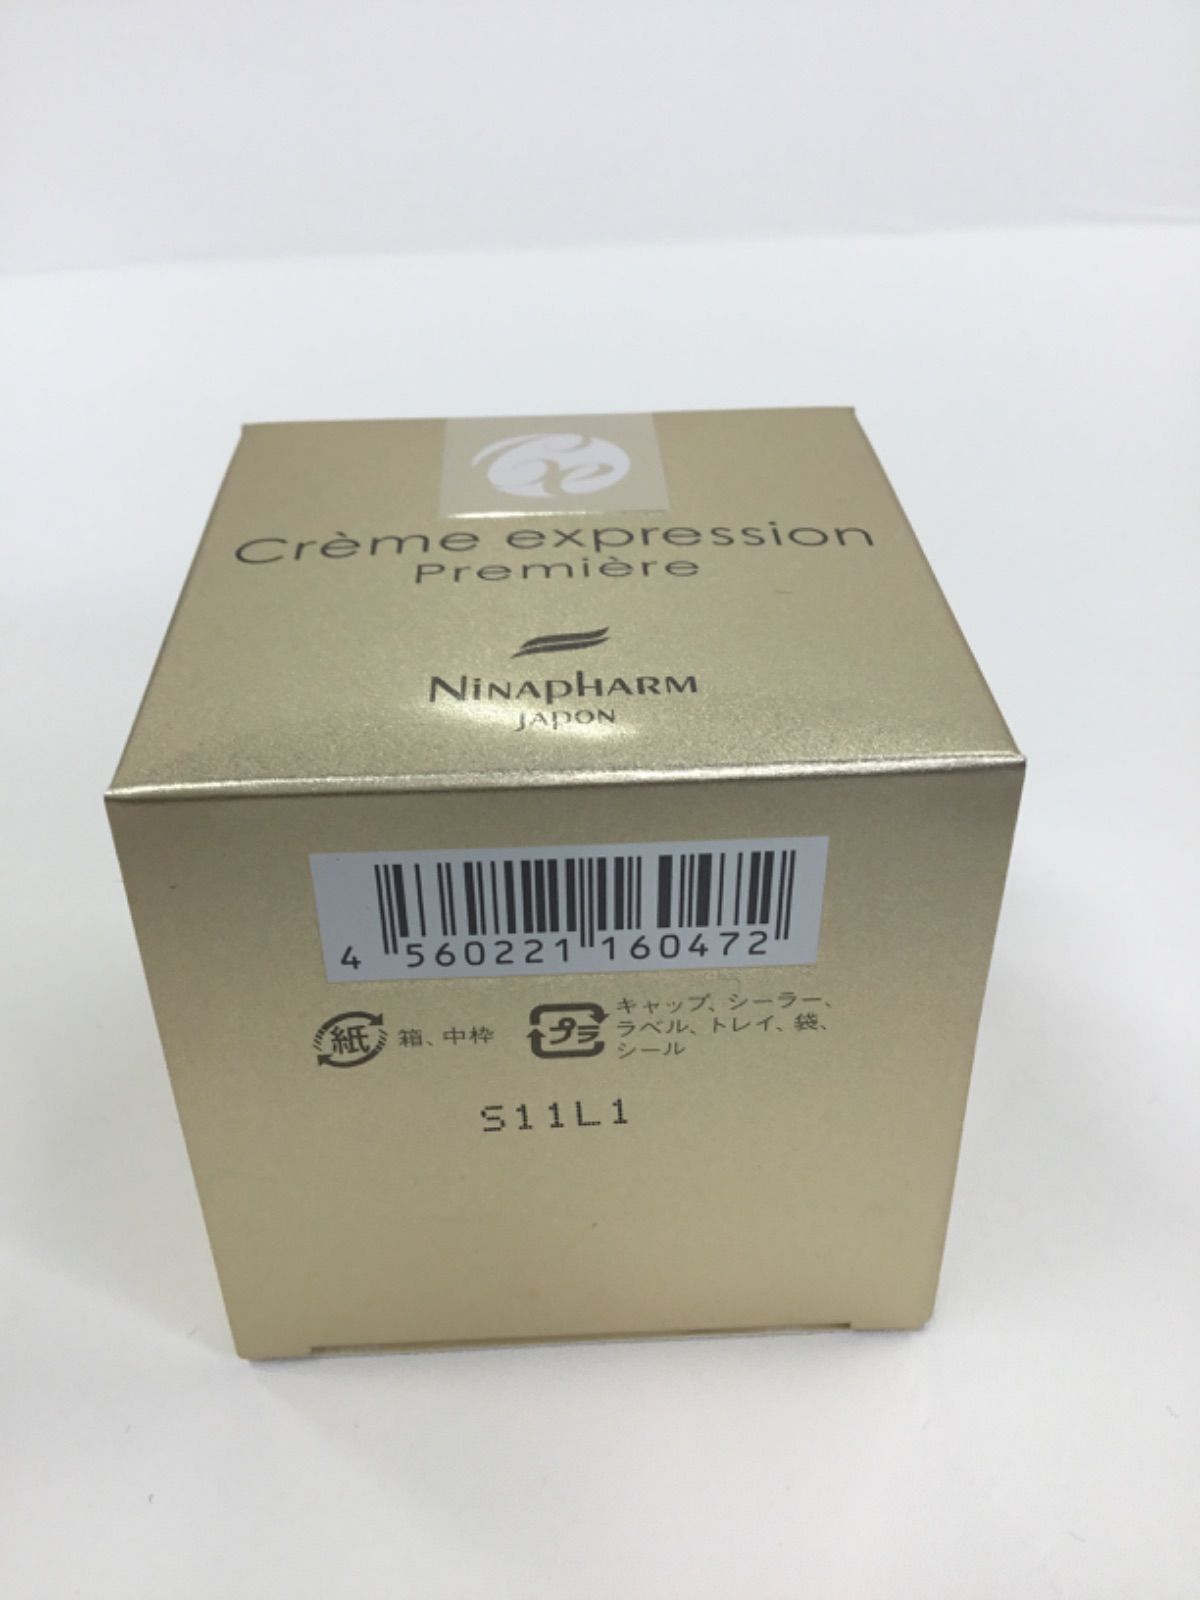 Crème expression
Première
NINAPHARM
JAPON
4 560221 160472
紙 箱、中枠
プラ キャップ、シーラー、
ラベル、トレイ、袋、
シール
S11L1